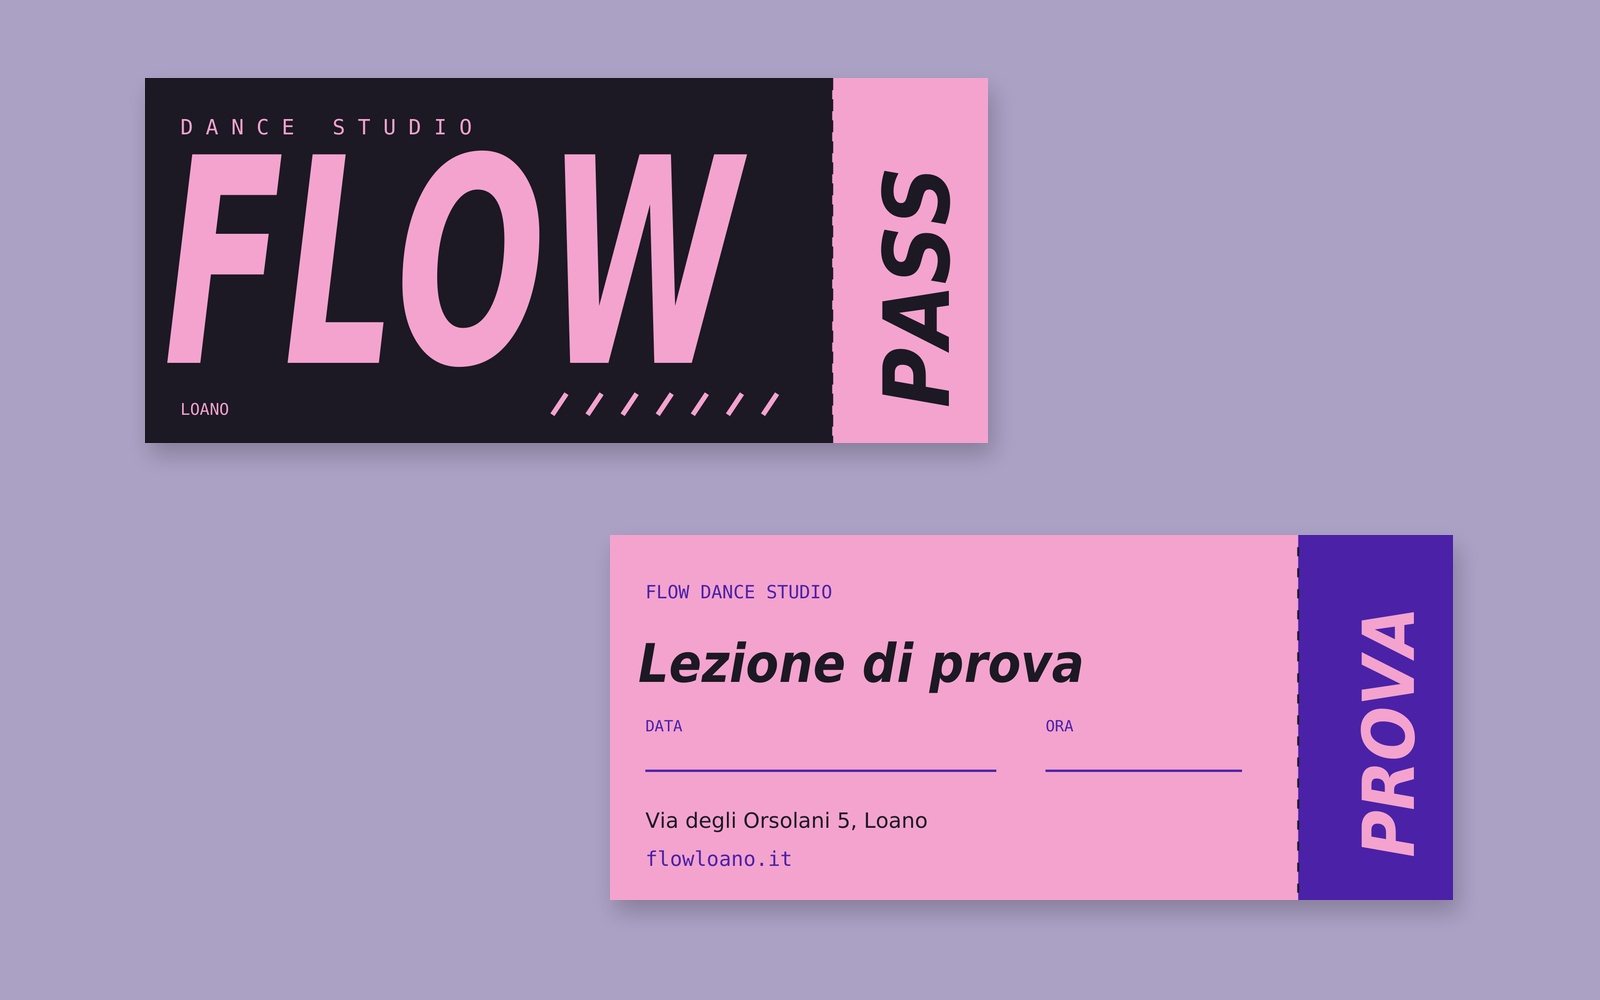 DANCE STUDIO
FLOW
LOANO
PASS
FLOW DANCE STUDIO
Lezione di prova
DATA
ORA
Via degli Orsolani 5, Loano
flowloano.it
PROVA